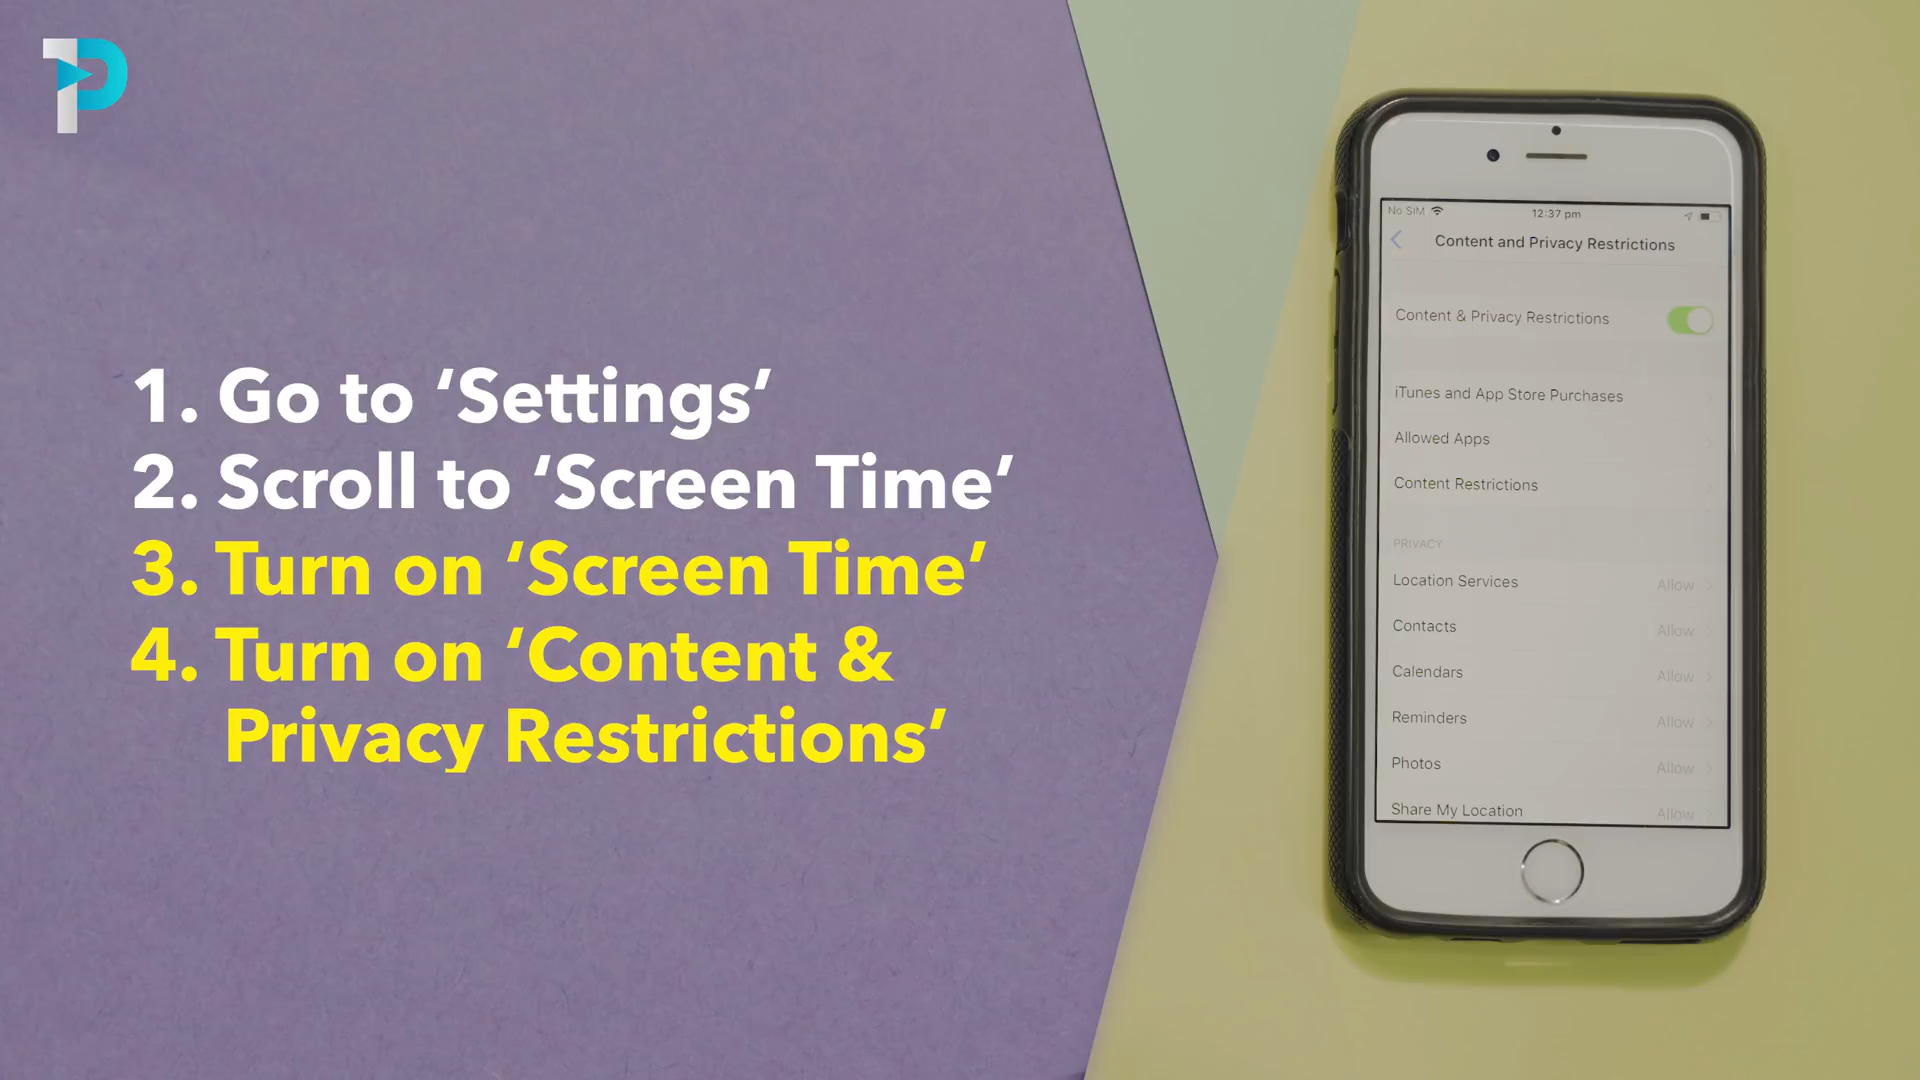 1. Go to ‘Settings’
2. Scroll to ‘Screen Time’
3. Turn on ‘Screen Time’
4. Turn on ‘Content &
Privacy Restrictions’
No SIM 12:37 pm
Content and Privacy Restrictions
Content & Privacy Restrictions
iTunes and App Store Purchases
Allowed Apps
Content Restrictions
PRIVACY
Location Services Allow
Contacts Allow
Calendars Allow
Reminders Allow
Photos Allow
Share My Location Allow